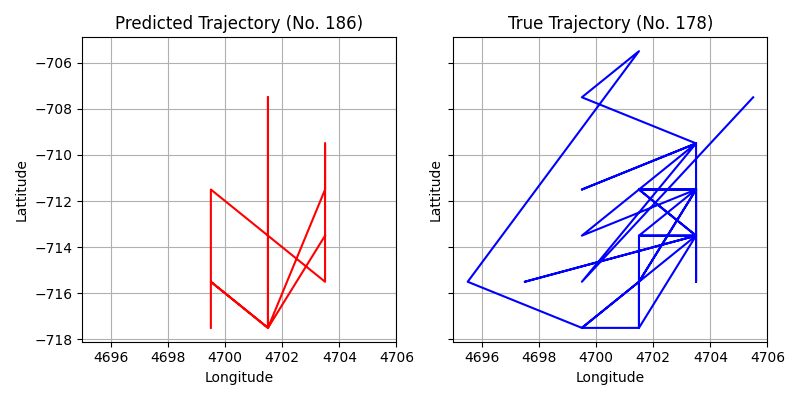 Predicted Trajectory (No. 186)
True Trajectory (No. 178)
Lattitude
−706
−708
−710
−712
−714
−716
−718
4696 4698 4700 4702 4704 4706
Longitude
Lattitude
4696 4698 4700 4702 4704 4706
Longitude